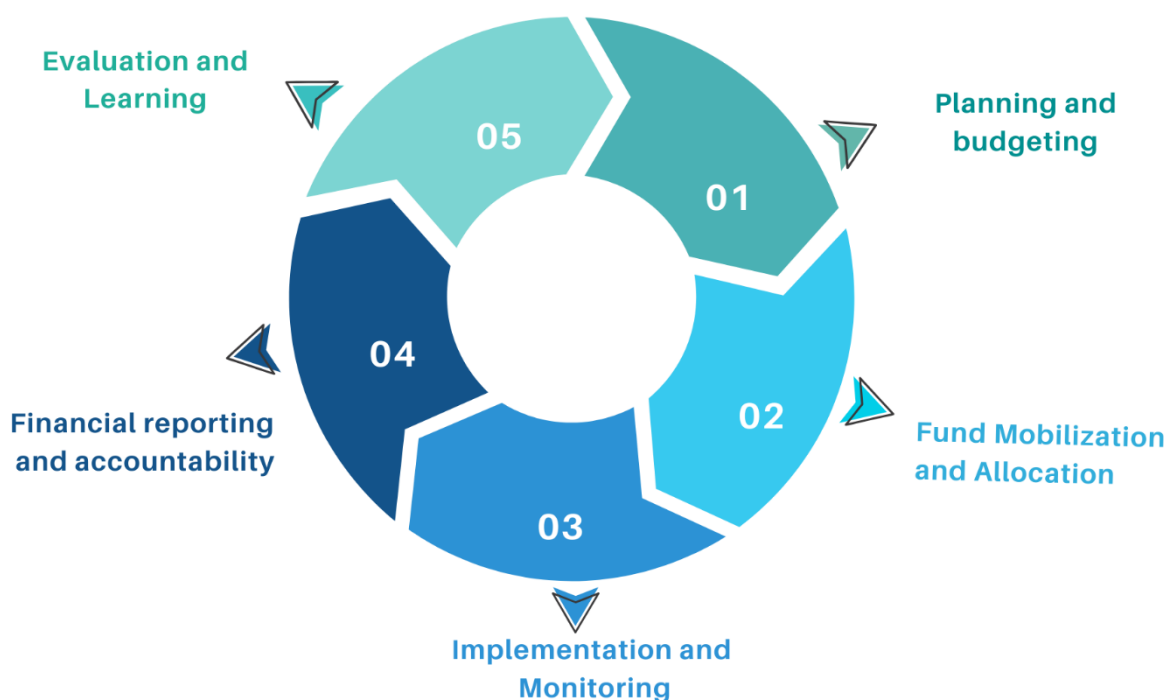 01
Planning and
budgeting
02
Fund Mobilization
and Allocation
03
Implementation and
Monitoring
04
Financial reporting
and accountability
05
Evaluation and
Learning